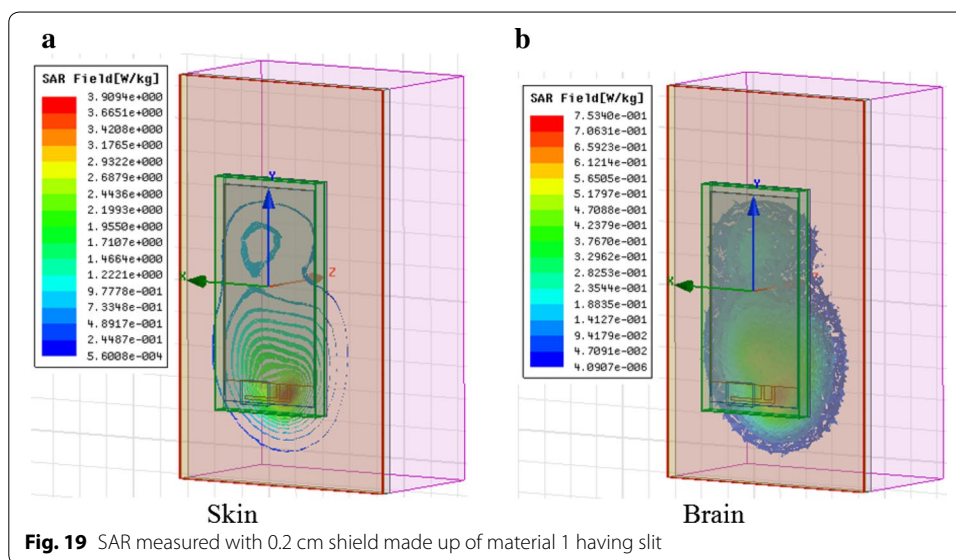 a
SAR Field[W/kg]
3.9094e+000
3.6651e+000
3.4208e+000
3.1765e+000
2.9322e+000
2.6879e+000
2.4436e+000
2.1993e+000
1.9550e+000
1.7107e+000
1.4664e+000
1.2221e+000
9.7778e-001
7.3348e-001
4.8917e-001
2.4487e-001
5.6008e-004
Y
X
Z
Skin
b
SAR Field[W/kg]
7.5340e-001
7.0631e-001
6.5923e-001
6.1214e-001
5.6505e-001
5.1797e-001
4.7088e-001
4.2379e-001
3.7670e-001
3.2962e-001
2.8253e-001
2.3544e-001
1.8835e-001
1.4127e-001
9.4179e-002
4.7091e-002
4.0907e-006
Y
X
Z
Brain
Fig. 19 SAR measured with 0.2 cm shield made up of material 1 having slit